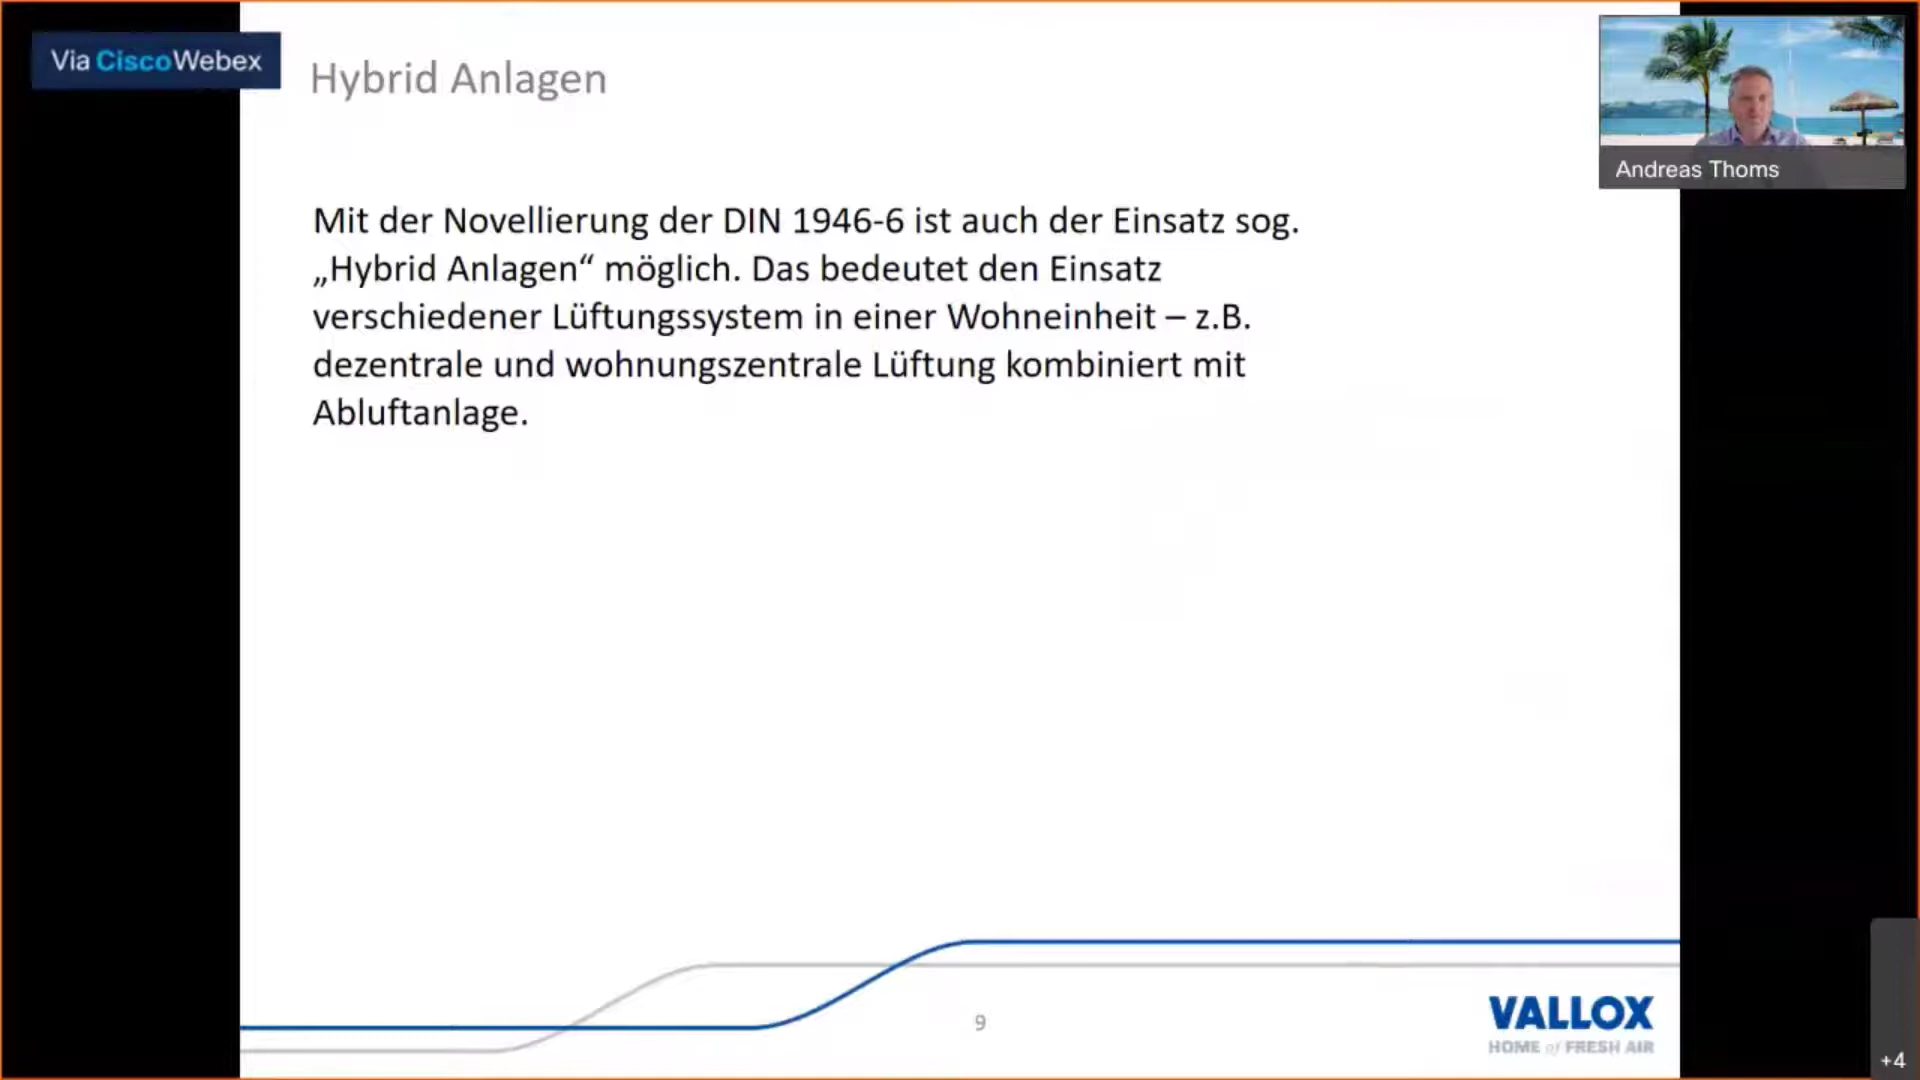 Via CiscoWebex
Hybrid Anlagen
Andreas Thoms
Mit der Novellierung der DIN 1946-6 ist auch der Einsatz sog.
„Hybrid Anlagen“ möglich. Das bedeutet den Einsatz
verschiedener Lüftungssystem in einer Wohneinheit – z.B.
dezentrale und wohnungszentrale Lüftung kombiniert mit
Abluftanlage.
9
VALLOX
HOME of FRESH AIR
+4